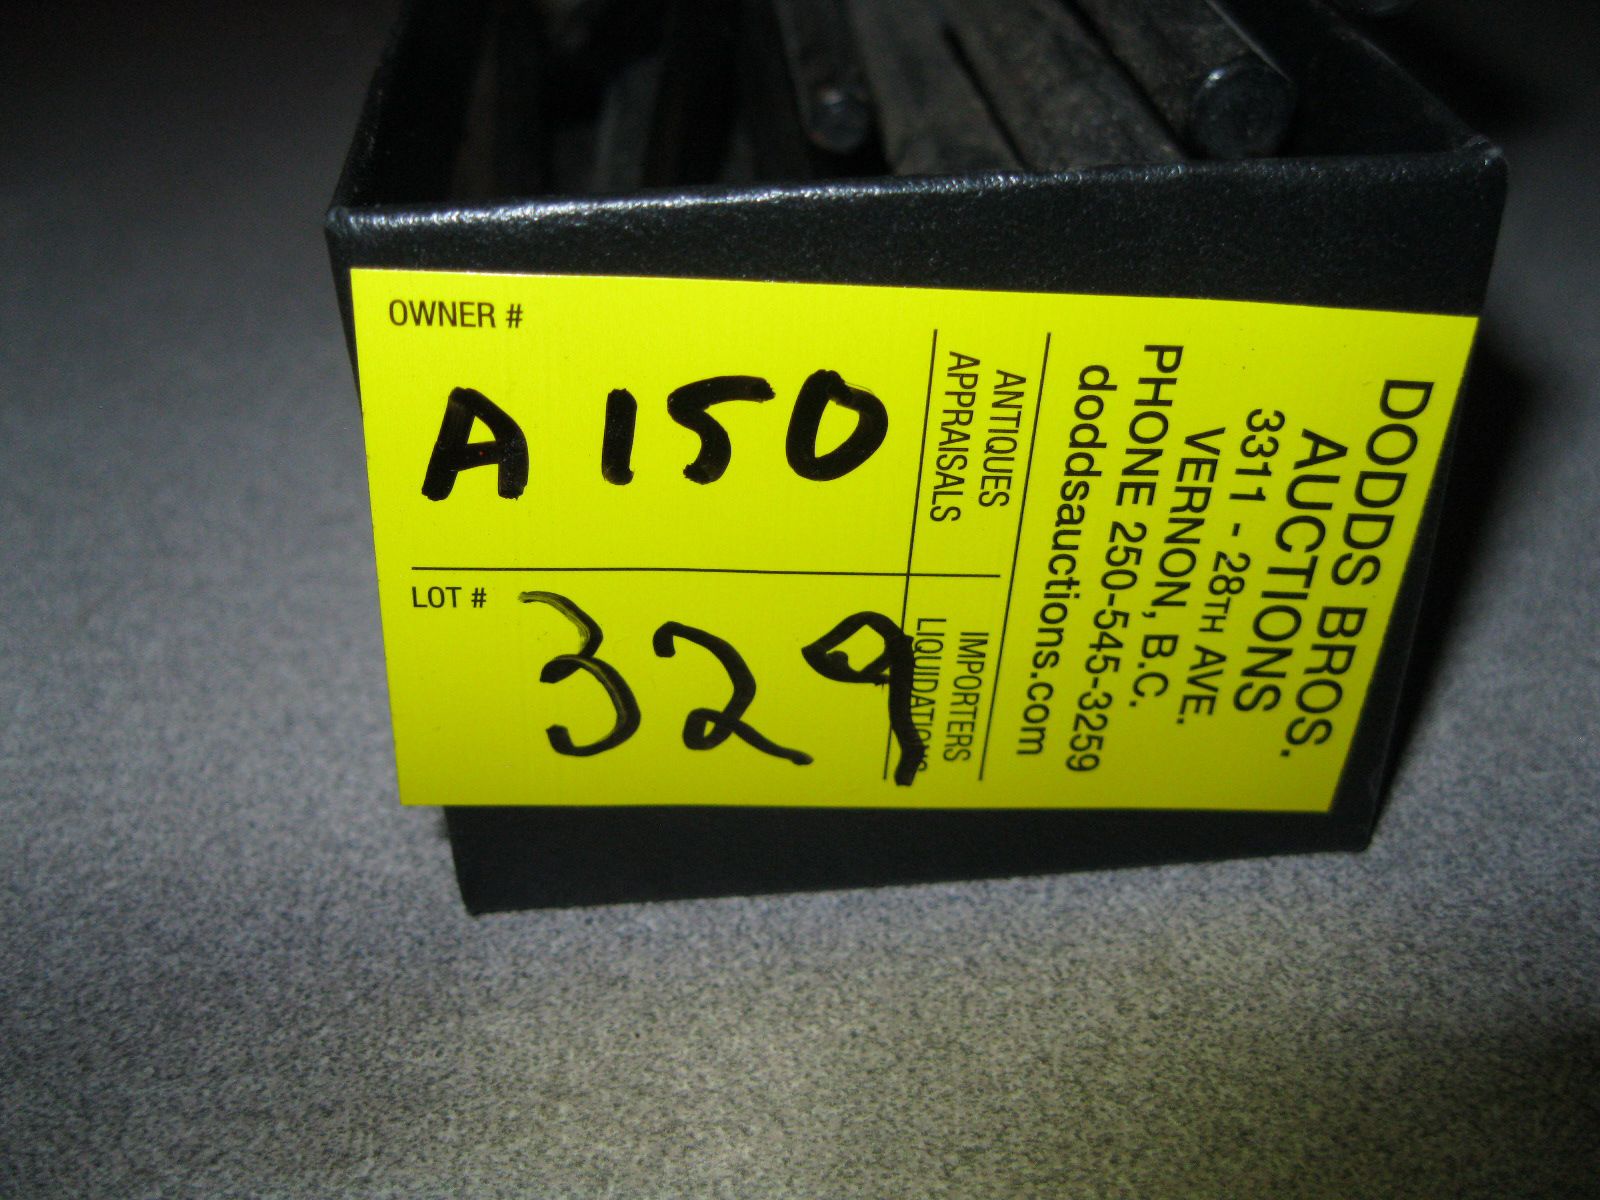 OWNER #
A 150
LOT #
329
DODDS BROS.
AUCTIONS
3311 - 28TH AVE.
VERNON, B.C.
PHONE 250-545-3259
doddsauctions.com
ANTIQUES
APPRAISALS
IMPORTERS
LIQUIDATIONS